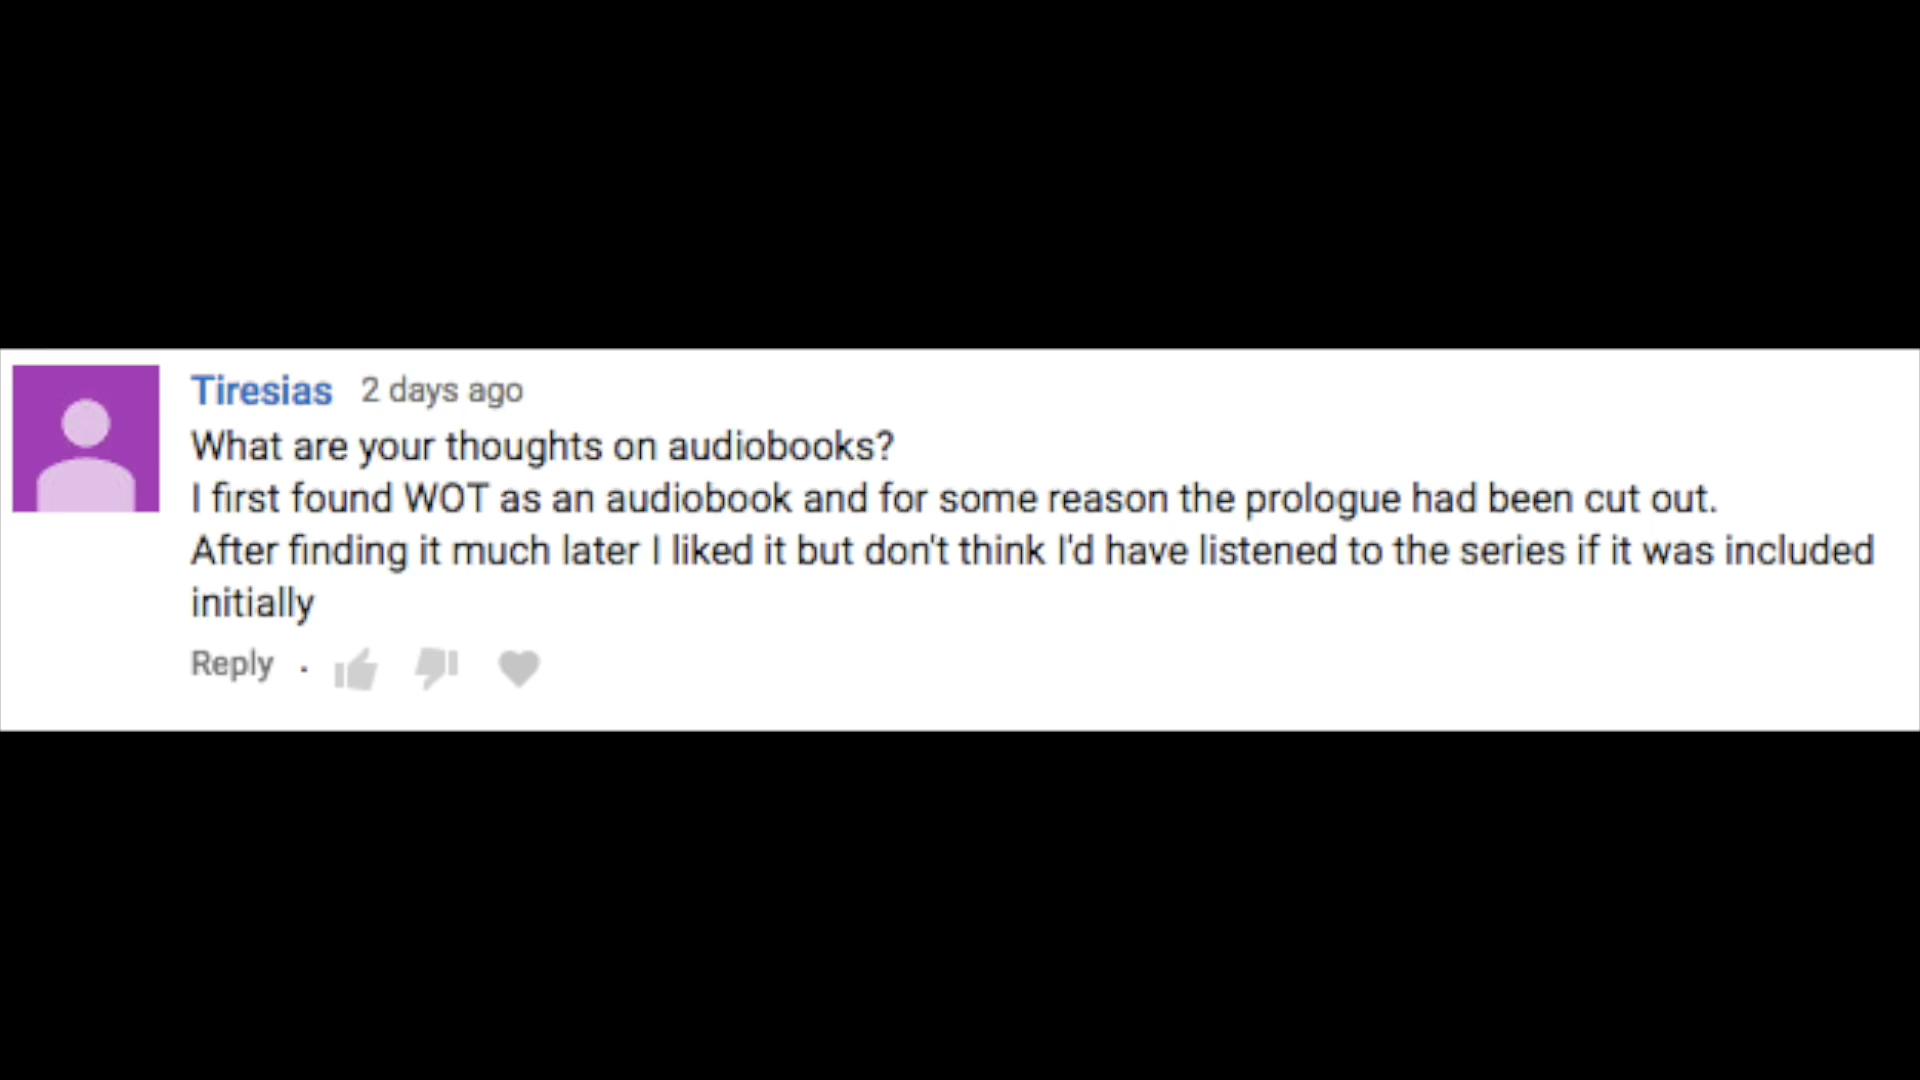 Tiresias 2 days ago
What are your thoughts on audiobooks?
I first found WOT as an audiobook and for some reason the prologue had been cut out.
After finding it much later I liked it but don't think I'd have listened to the series if it was included
initially
Reply .